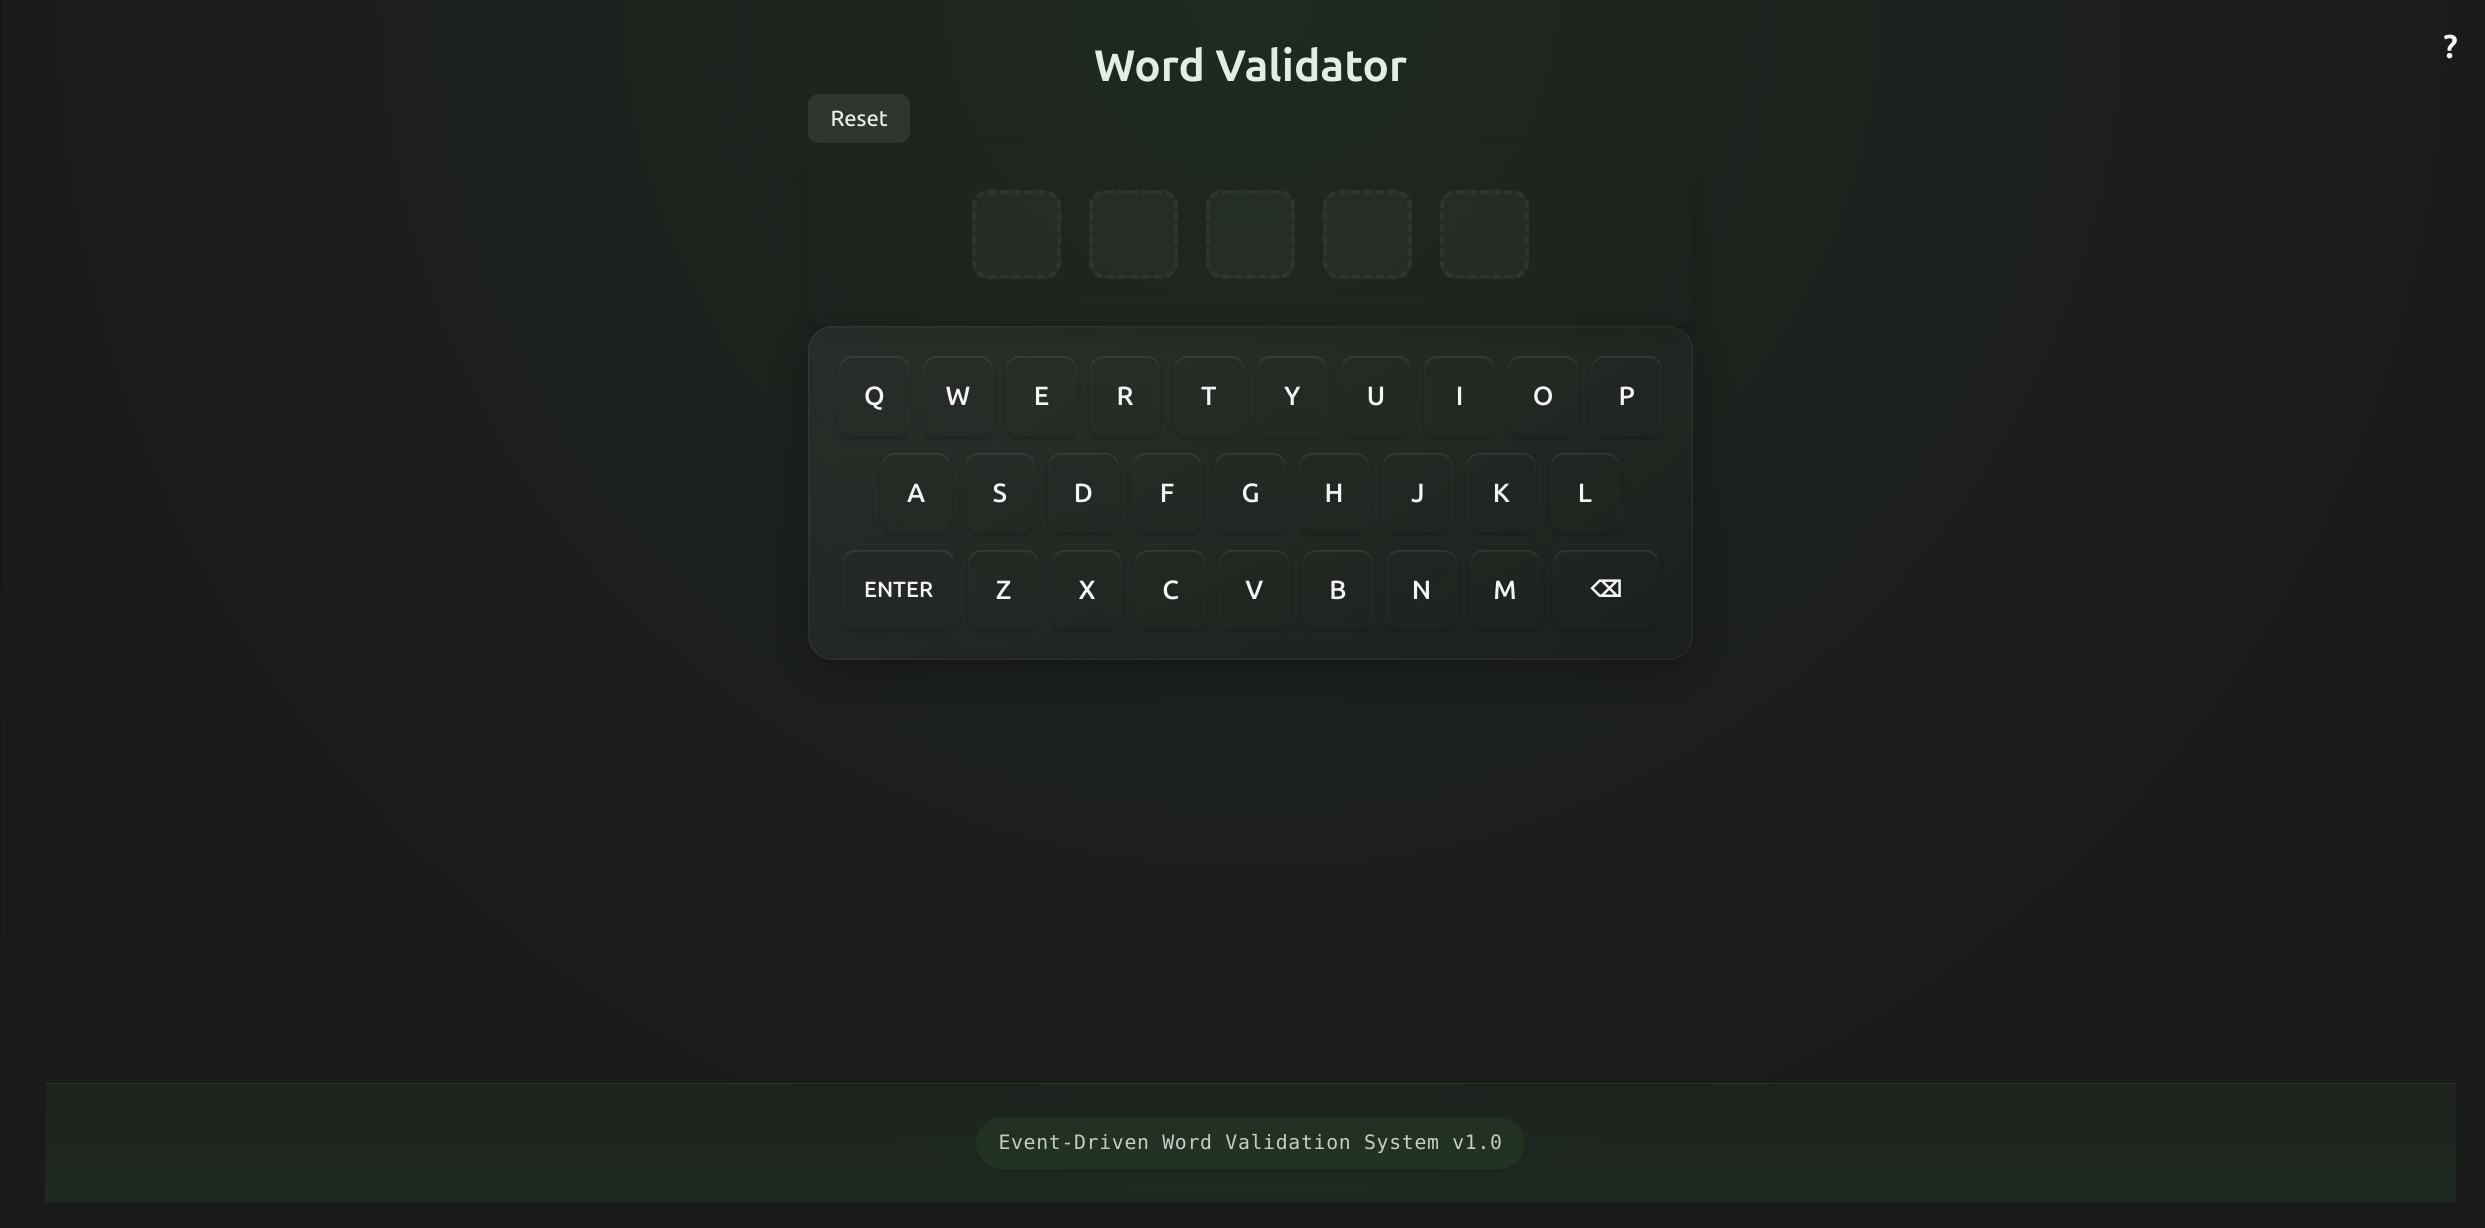 Word Validator
?
Reset
Q W E R T Y U I O P
A S D F G H J K L
ENTER Z X C V B N M ⌫
Event-Driven Word Validation System v1.0